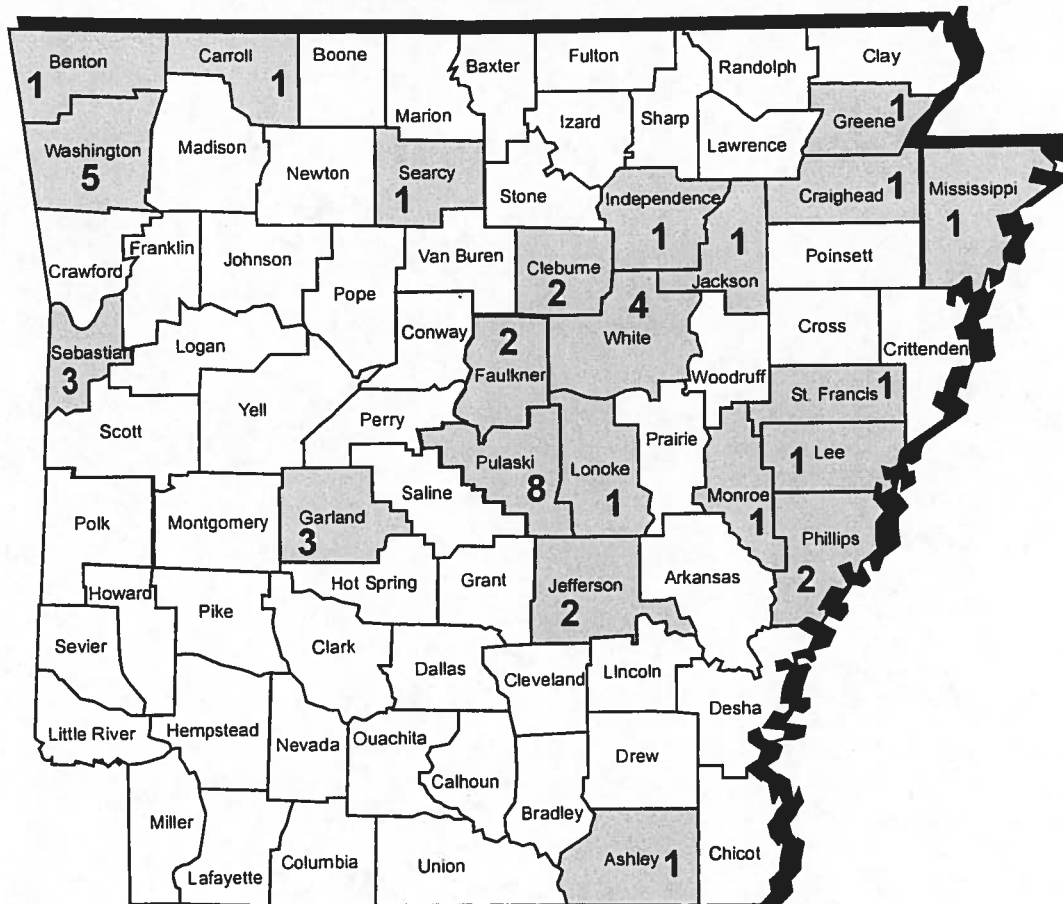 Benton
1
Carroll
1
Boone
Marion
Baxter
Fulton
Izard
Sharp
Randolph
Lawrence
Clay
Greene
1
Washington
5
Madison
Newton
Searcy
1
Stone
Independence
1
Jackson
1
Craighead
1
Mississippi
1
Crawford
Franklin
Johnson
Pope
Van Buren
Cleburne
2
White
4
Poinsett
Cross
Crittenden
Sebastian
3
Logan
Conway
Faulkner
2
Woodruff
St. Francis
1
Scott
Yell
Perry
Pulaski
8
Lonoke
1
Prairie
Monroe
1
Lee
1
Phillips
2
Polk
Montgomery
Garland
3
Saline
Hot Spring
Grant
Jefferson
2
Arkansas
Howard
Pike
Sevier
Clark
Dallas
Cleveland
Lincoln
Desha
Little River
Hempstead
Nevada
Ouachita
Calhoun
Bradley
Drew
Miller
Lafayette
Columbia
Union
Ashley
1
Chicot